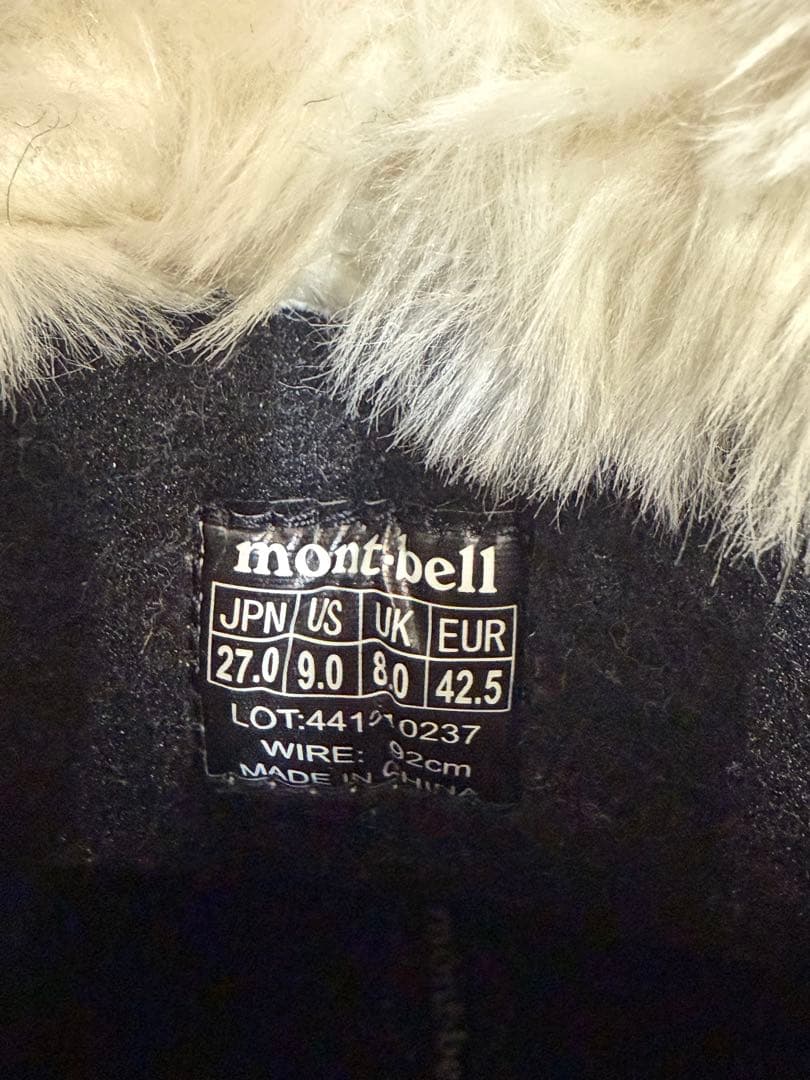 mont·bell
JPN US UK EUR
27.0 9.0 8.0 42.5
WIRE: 92cm
MADE IN CHINA